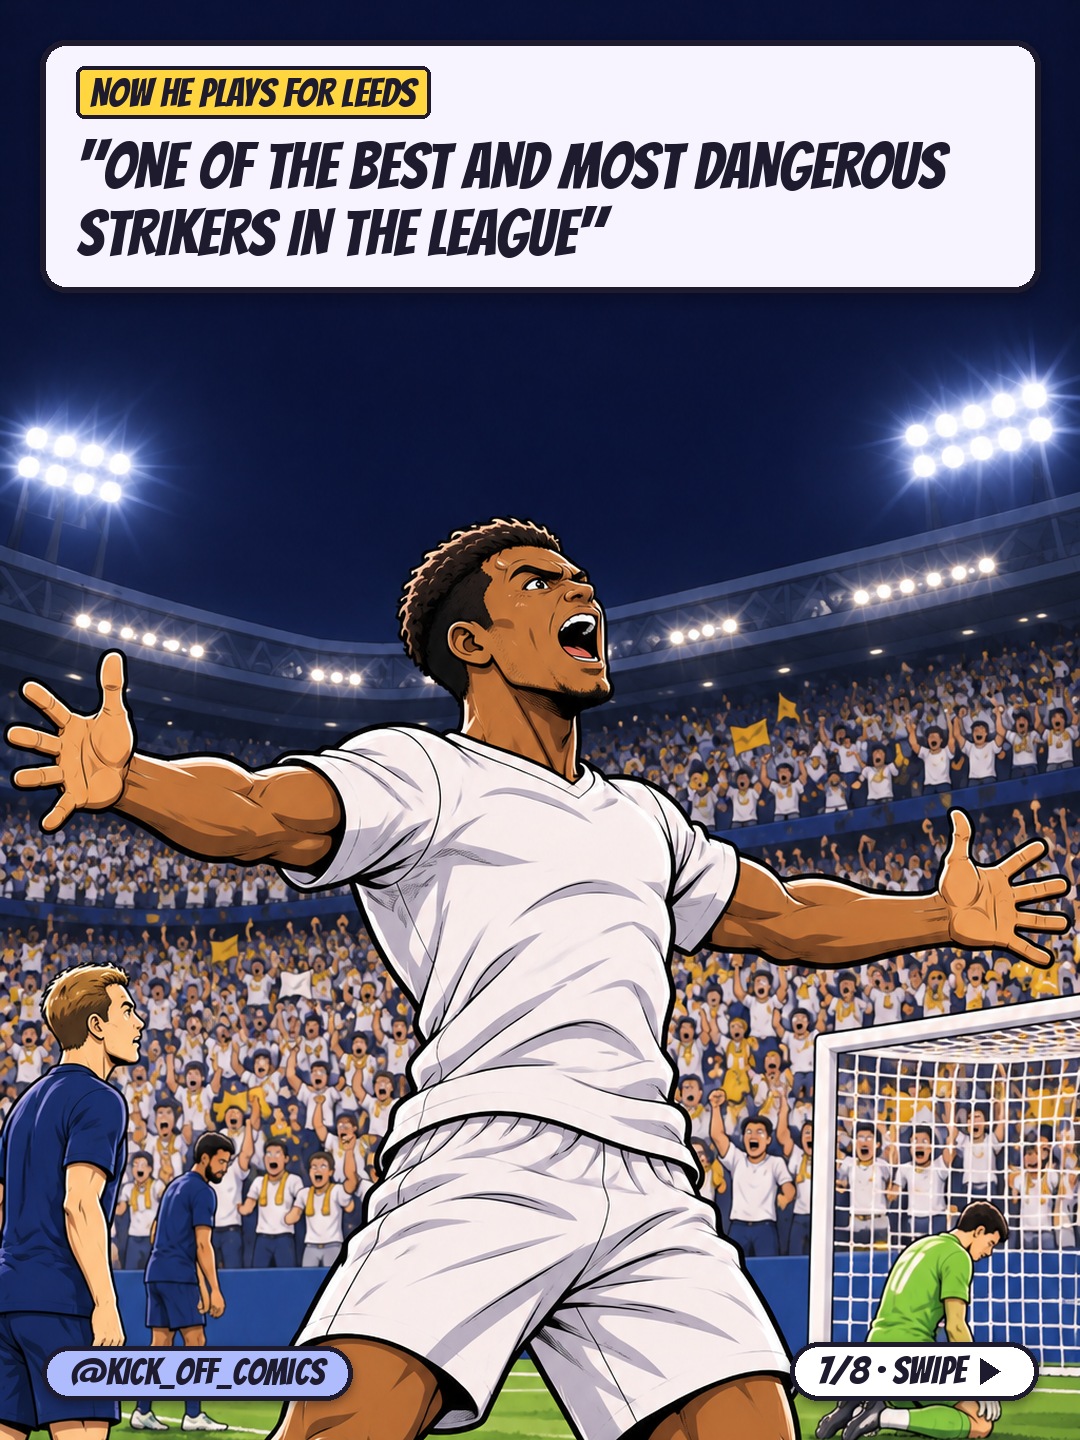 NOW HE PLAYS FOR LEEDS
"ONE OF THE BEST AND MOST DANGEROUS
STRIKERS IN THE LEAGUE"
@KICK_OFF_COMICS
7/8 • SWIPE ▶